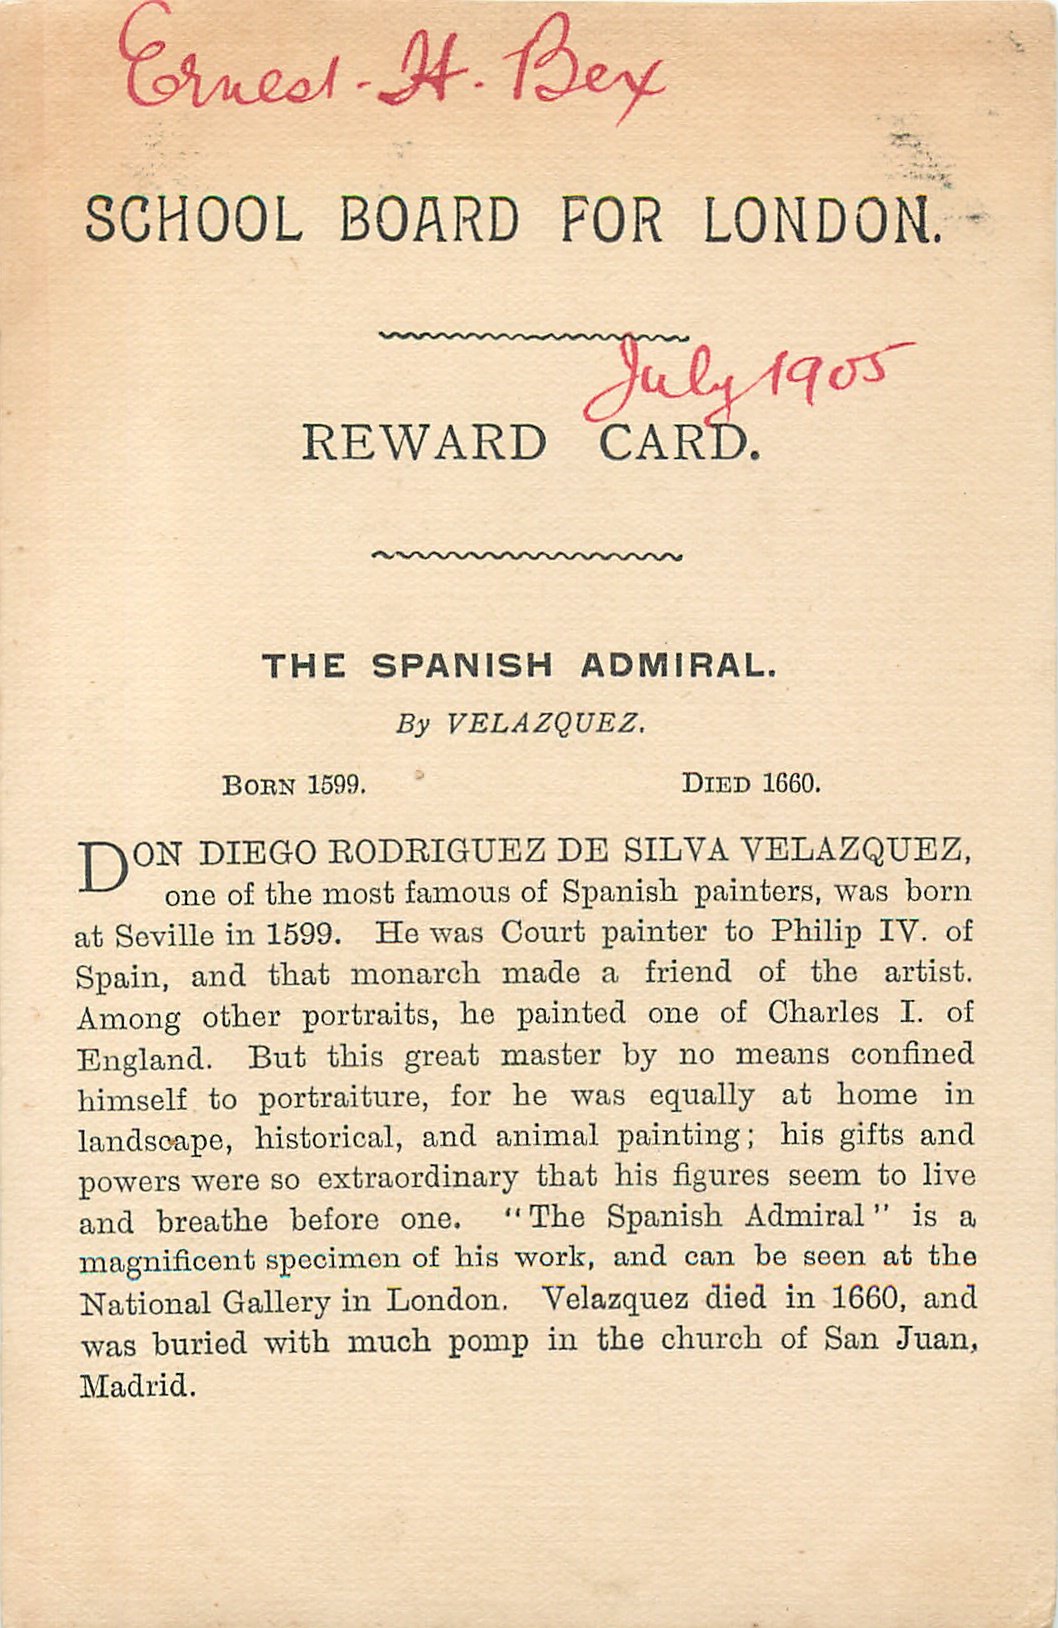 Ernest. H. Bex
SCHOOL BOARD FOR LONDON.
July 1905
REWARD CARD.
THE SPANISH ADMIRAL.
By VELAZQUEZ.
BORN 1599. DIED 1660.
DON DIEGO RODRIGUEZ DE SILVA VELAZQUEZ,
one of the most famous of Spanish painters, was born
at Seville in 1599. He was Court painter to Philip IV. of
Spain, and that monarch made a friend of the artist.
Among other portraits, he painted one of Charles I. of
England. But this great master by no means confined
himself to portraiture, for he was equally at home in
landscape, historical, and animal painting; his gifts and
powers were so extraordinary that his figures seem to live
and breathe before one. "The Spanish Admiral" is a
magnificent specimen of his work, and can be seen at the
National Gallery in London. Velazquez died in 1660, and
was buried with much pomp in the church of San Juan,
Madrid.